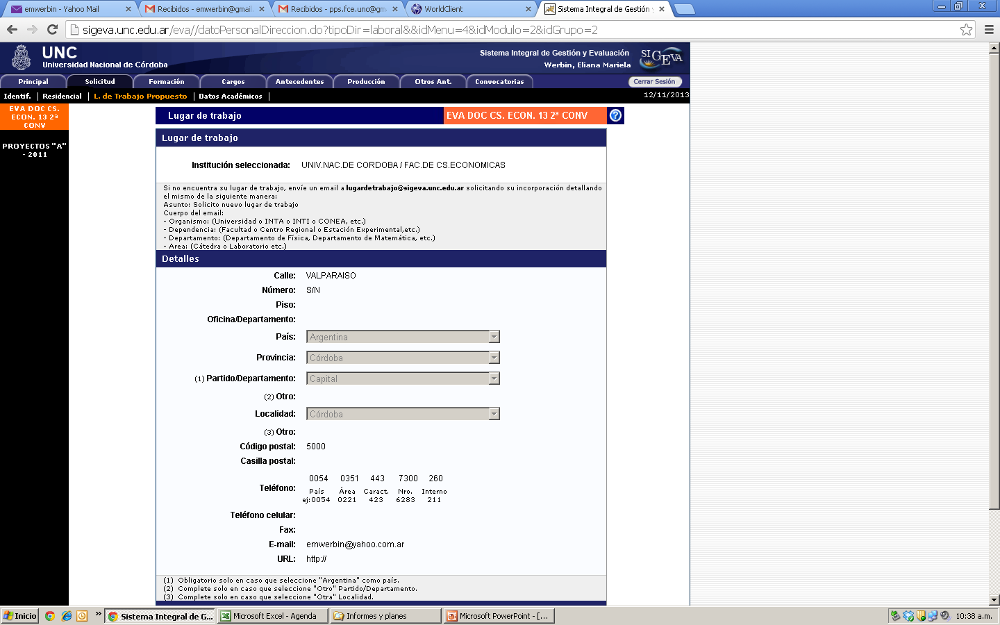 emwerbin - Yahoo Mail
Recibidos - emwerbin@gmail.
Recibidos - pps.fce.unc@gm
WorldClient
Sistema Integral de Gestión
sigeva.unc.edu.ar/eva//datoPersonalDireccion.do?tipoDir=laboral&&idMenu=4&idModulo=2&idGrupo=2
UNC
Universidad Nacional de Córdoba
Sistema Integral de Gestión y Evaluación
Werbin, Eliana Mariela
SIGEVA
Principal Solicitud Formación Cargos Antecedentes Producción Otros Ant. Convocatorias Cerrar Sesión
Identif. | Residencial | L. de Trabajo Propuesto | Datos Académicos | 12/11/2013
EVA DOC CS. ECON. 13 2ª CONV
PROYECTOS "A" - 2011
Lugar de trabajo EVA DOC CS. ECON. 13 2ª CONV ?
Lugar de trabajo
Institución seleccionada: UNIV.NAC.DE CORDOBA / FAC.DE CS.ECONOMICAS
Si no encuentra su lugar de trabajo, envíe un email a lugardetrabajo@sigeva.unc.edu.ar solicitando su incorporación detallando
el mismo de la siguiente manera:
Asunto: Solicito nuevo lugar de trabajo
Cuerpo del email:
- Organismo: (Universidad o INTA o INTI o CONEA, etc.)
- Dependencia: (Facultad o Centro Regional o Estación Experimental,etc.)
- Departamento: (Departamento de Física, Departamento de Matemática, etc.)
- Area: (Cátedra o Laboratorio etc.)
Detalles
Calle: VALPARAISO
Número: S/N
Piso:
Oficina/Departamento:
País: Argentina
Provincia: Córdoba
(1) Partido/Departamento: Capital
(2) Otro:
Localidad: Córdoba
(3) Otro:
Código postal: 5000
Casilla postal:
Teléfono: 0054 0351 443 7300 260
País Área Caract. Nro. Interno
ej:0054 0221 423 6283 211
Teléfono celular:
Fax:
E-mail: emwerbin@yahoo.com.ar
URL: http://
(1) Obligatorio solo en caso que seleccione "Argentina" como país.
(2) Complete solo en caso que seleccione "Otro" Partido/Departamento.
(3) Complete solo en caso que seleccione "Otra" Localidad.
Inicio » Sistema Integral de G... Microsoft Excel - Agenda Informes y planes Microsoft PowerPoint - [... 10:38 a.m.